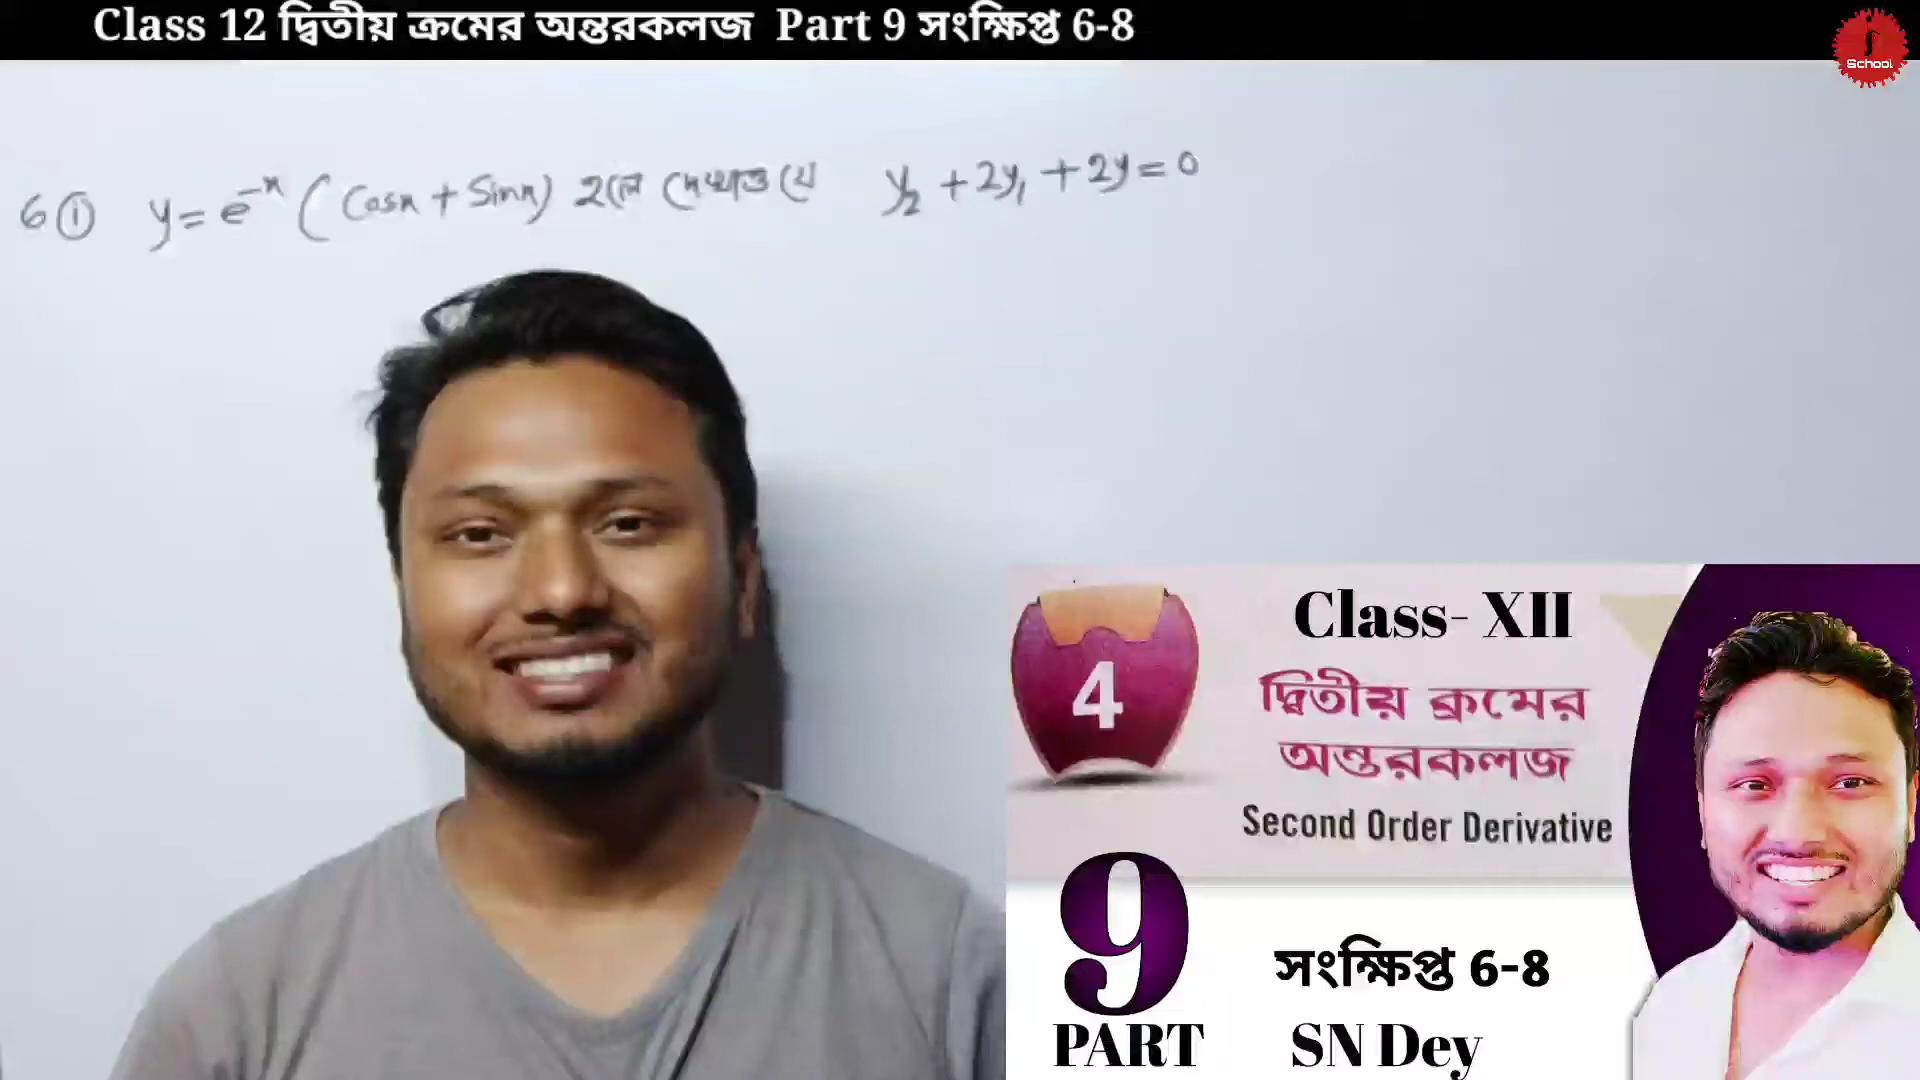 Class 12 দ্বিতীয় ক্রমের অন্তরকলজ Part 9 সংক্ষিপ্ত 6-8
School
6 ① y = e^-x (Cosx + Sinx) হলে দেখাও যে y₂ + 2y₁ + 2y = 0
4
Class- XII
দ্বিতীয় ক্রমের
অন্তরকলজ
Second Order Derivative
9
PART
সংক্ষিপ্ত 6-8
SN Dey